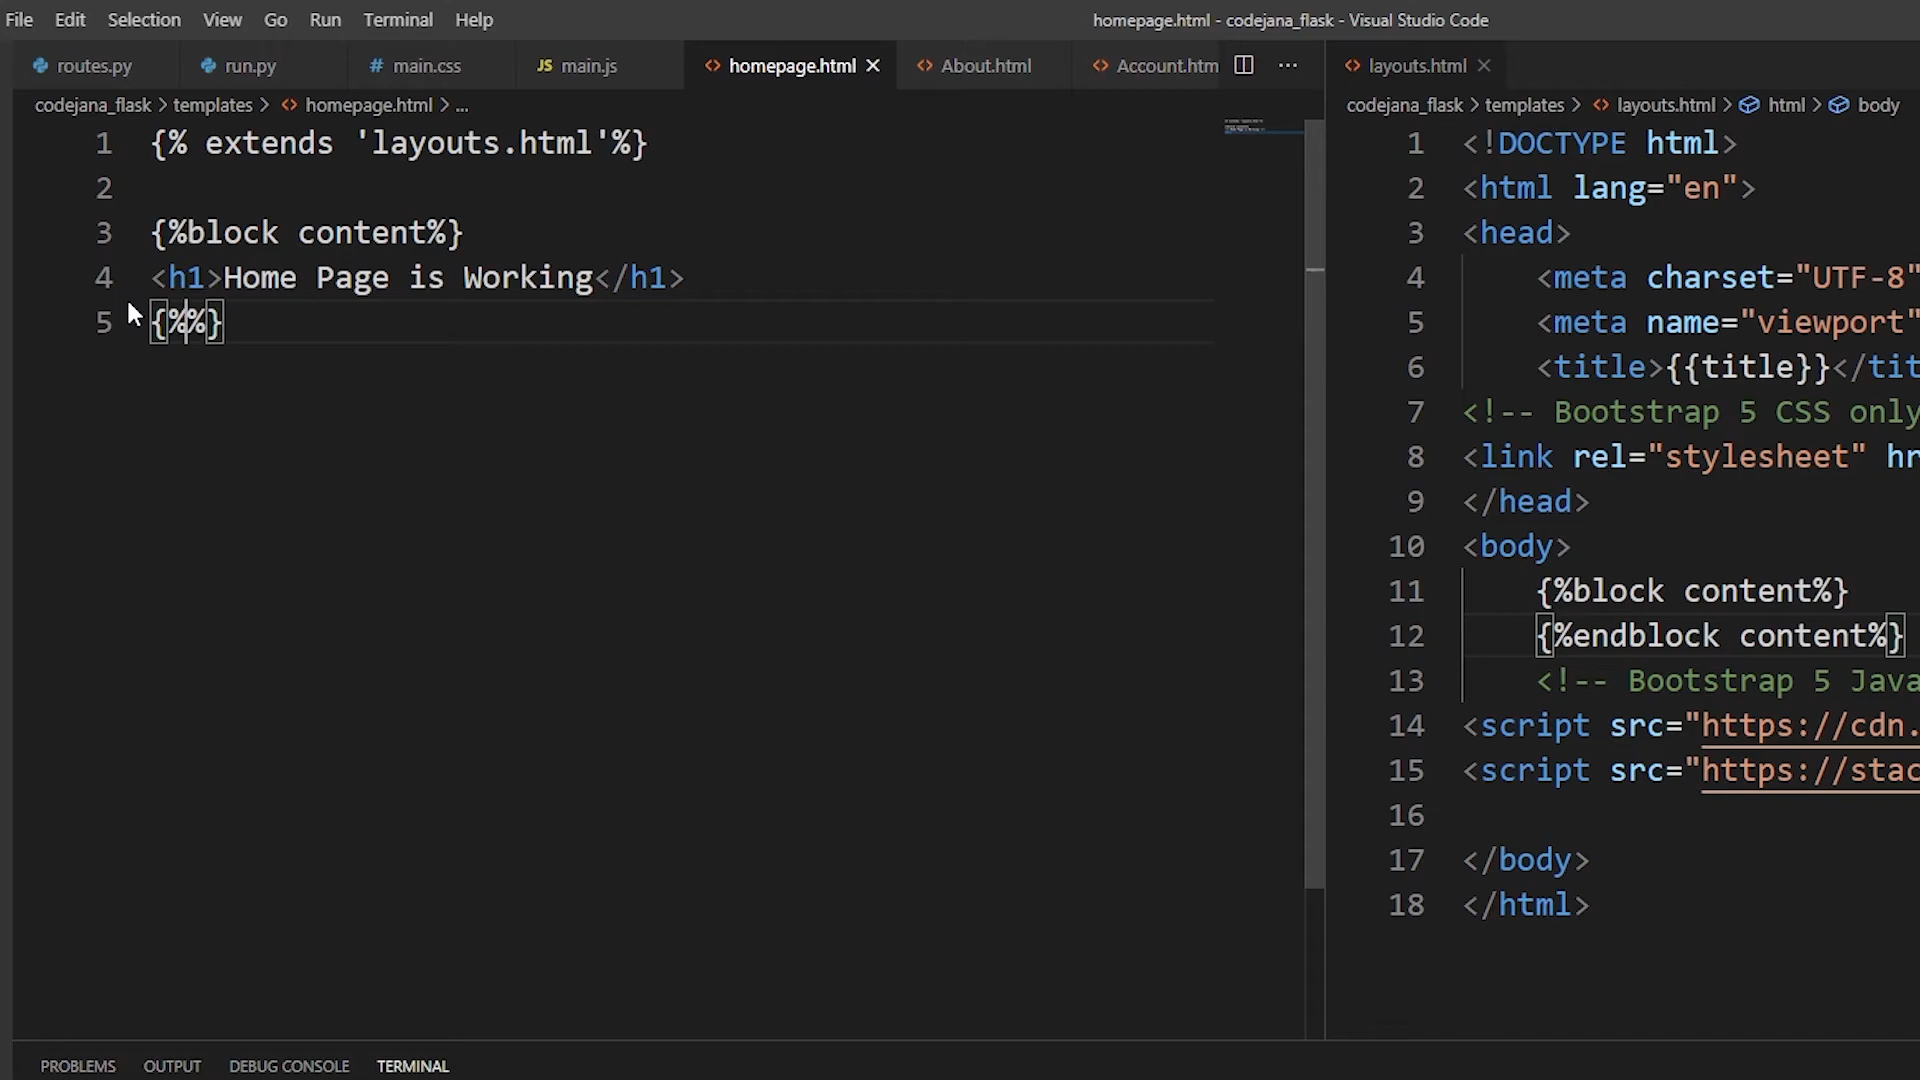 File Edit Selection View Go Run Terminal Help
homepage.html - codejana_flask - Visual Studio Code
routes.py run.py # main.css JS main.js <> homepage.html × <> About.html <> Account.htm ···
codejana_flask > templates > <> homepage.html > ...
1 {% extends 'layouts.html'%}
2
3 {%block content%}
4 <h1>Home Page is Working</h1>
5 {%%}
<> layouts.html ×
codejana_flask > templates > <> layouts.html > html > body
1 <!DOCTYPE html>
2 <html lang="en">
3 <head>
4 <meta charset="UTF-8"
5 <meta name="viewport"
6 <title>{{title}}</tit
7 <!-- Bootstrap 5 CSS only
8 <link rel="stylesheet" hr
9 </head>
10 <body>
11 {%block content%}
12 {%endblock content%}
13 <!-- Bootstrap 5 Java
14 <script src="https://cdn.
15 <script src="https://stac
16
17 </body>
18 </html>
PROBLEMS OUTPUT DEBUG CONSOLE TERMINAL